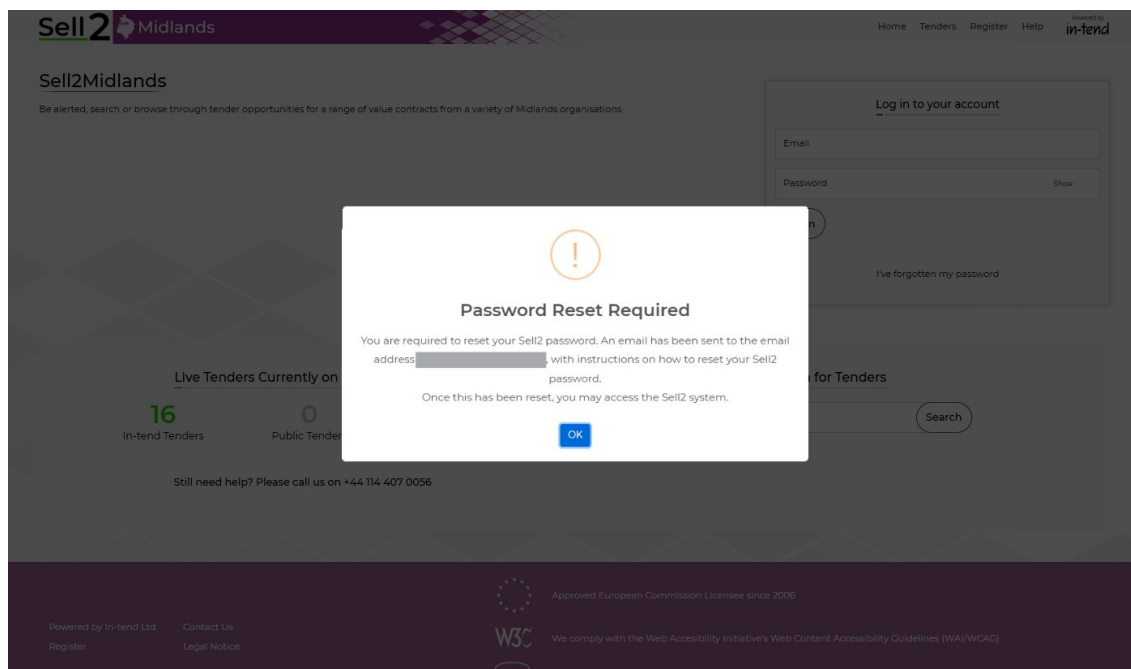 Sell2 Midlands
Home Tenders Register Help
Powered by
in-tend
Sell2Midlands
Be alerted, search or browse through tender opportunities for a range of value contracts from a variety of Midlands organisations
Log in to your account
Email
Password Show
I've forgotten my password
!
Password Reset Required
You are required to reset your Sell2 password. An email has been sent to the email
address , with instructions on how to reset your Sell2
password.
Once this has been reset, you may access the Sell2 system.
OK
Live Tenders Currently on
for Tenders
16
In-tend Tenders
0
Public Tender
Search
Still need help? Please call us on +44 114 407 0056
Approved European Commission Licensee since 2006
Powered by In-tend Ltd Contact Us
Register Legal Notice
W3C
We comply with the Web Accesibility Initiative's Web Content Accessibility Guidelines (WAI/WCAG)